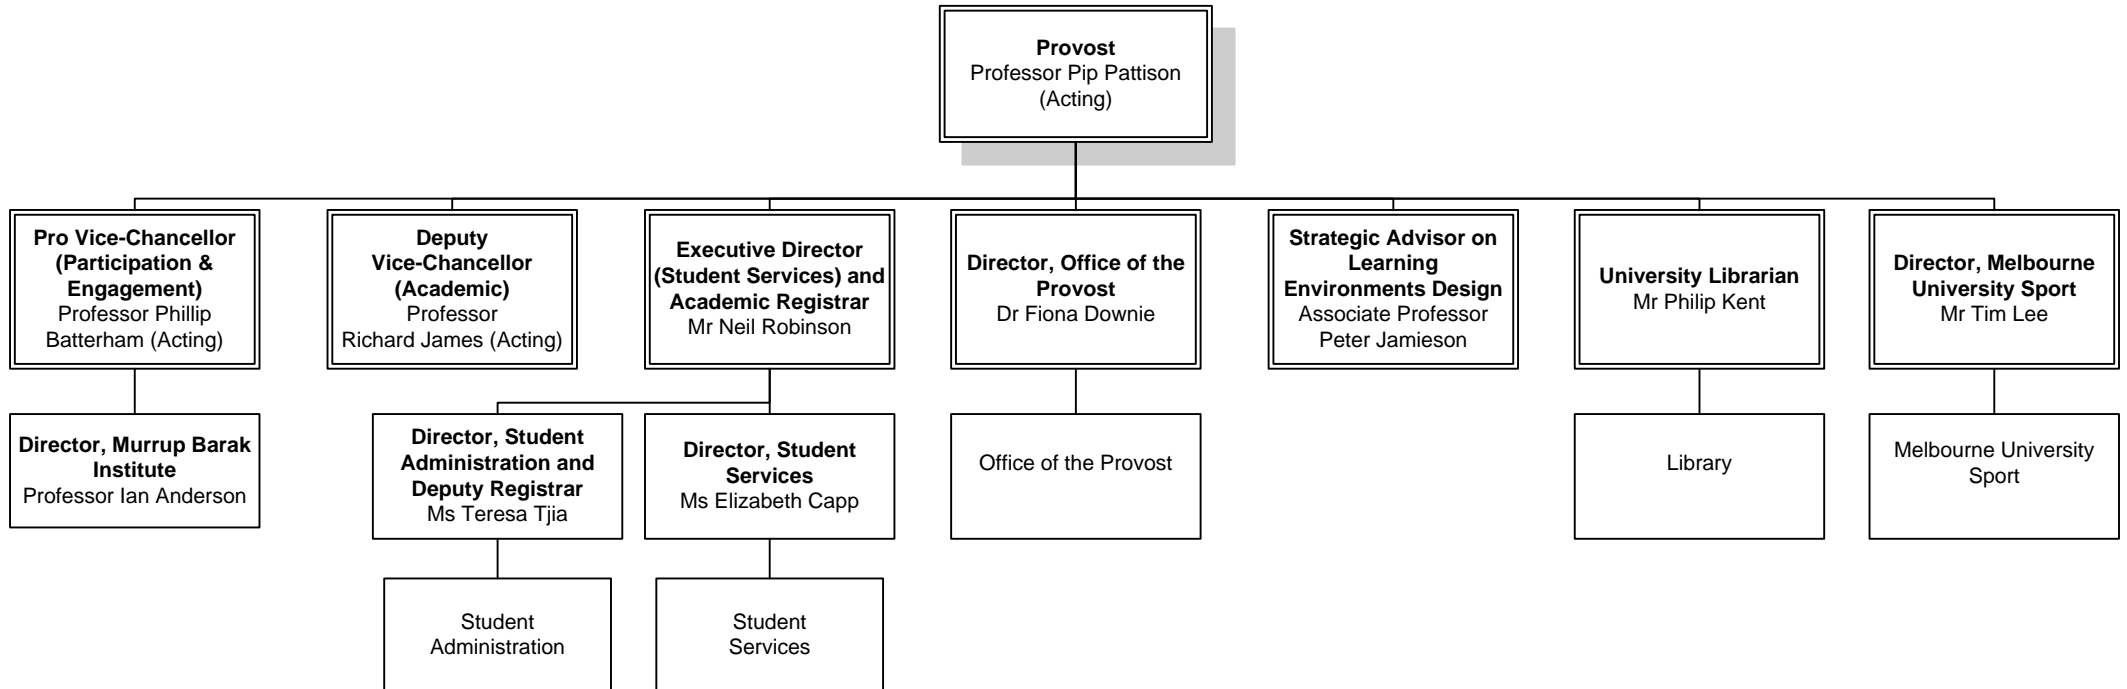 Provost
Professor Pip Pattison
(Acting)
Pro Vice-Chancellor
(Participation &
Engagement)
Professor Phillip
Batterham (Acting)
Deputy
Vice-Chancellor
(Academic)
Professor
Richard James (Acting)
Executive Director
(Student Services) and
Academic Registrar
Mr Neil Robinson
Director, Office of the
Provost
Dr Fiona Downie
Strategic Advisor on
Learning
Environments Design
Associate Professor
Peter Jamieson
University Librarian
Mr Philip Kent
Director, Melbourne
University Sport
Mr Tim Lee
Director, Murrup Barak
Institute
Professor Ian Anderson
Director, Student
Administration and
Deputy Registrar
Ms Teresa Tjia
Director, Student
Services
Ms Elizabeth Capp
Office of the Provost
Library
Melbourne University
Sport
Student
Administration
Student
Services